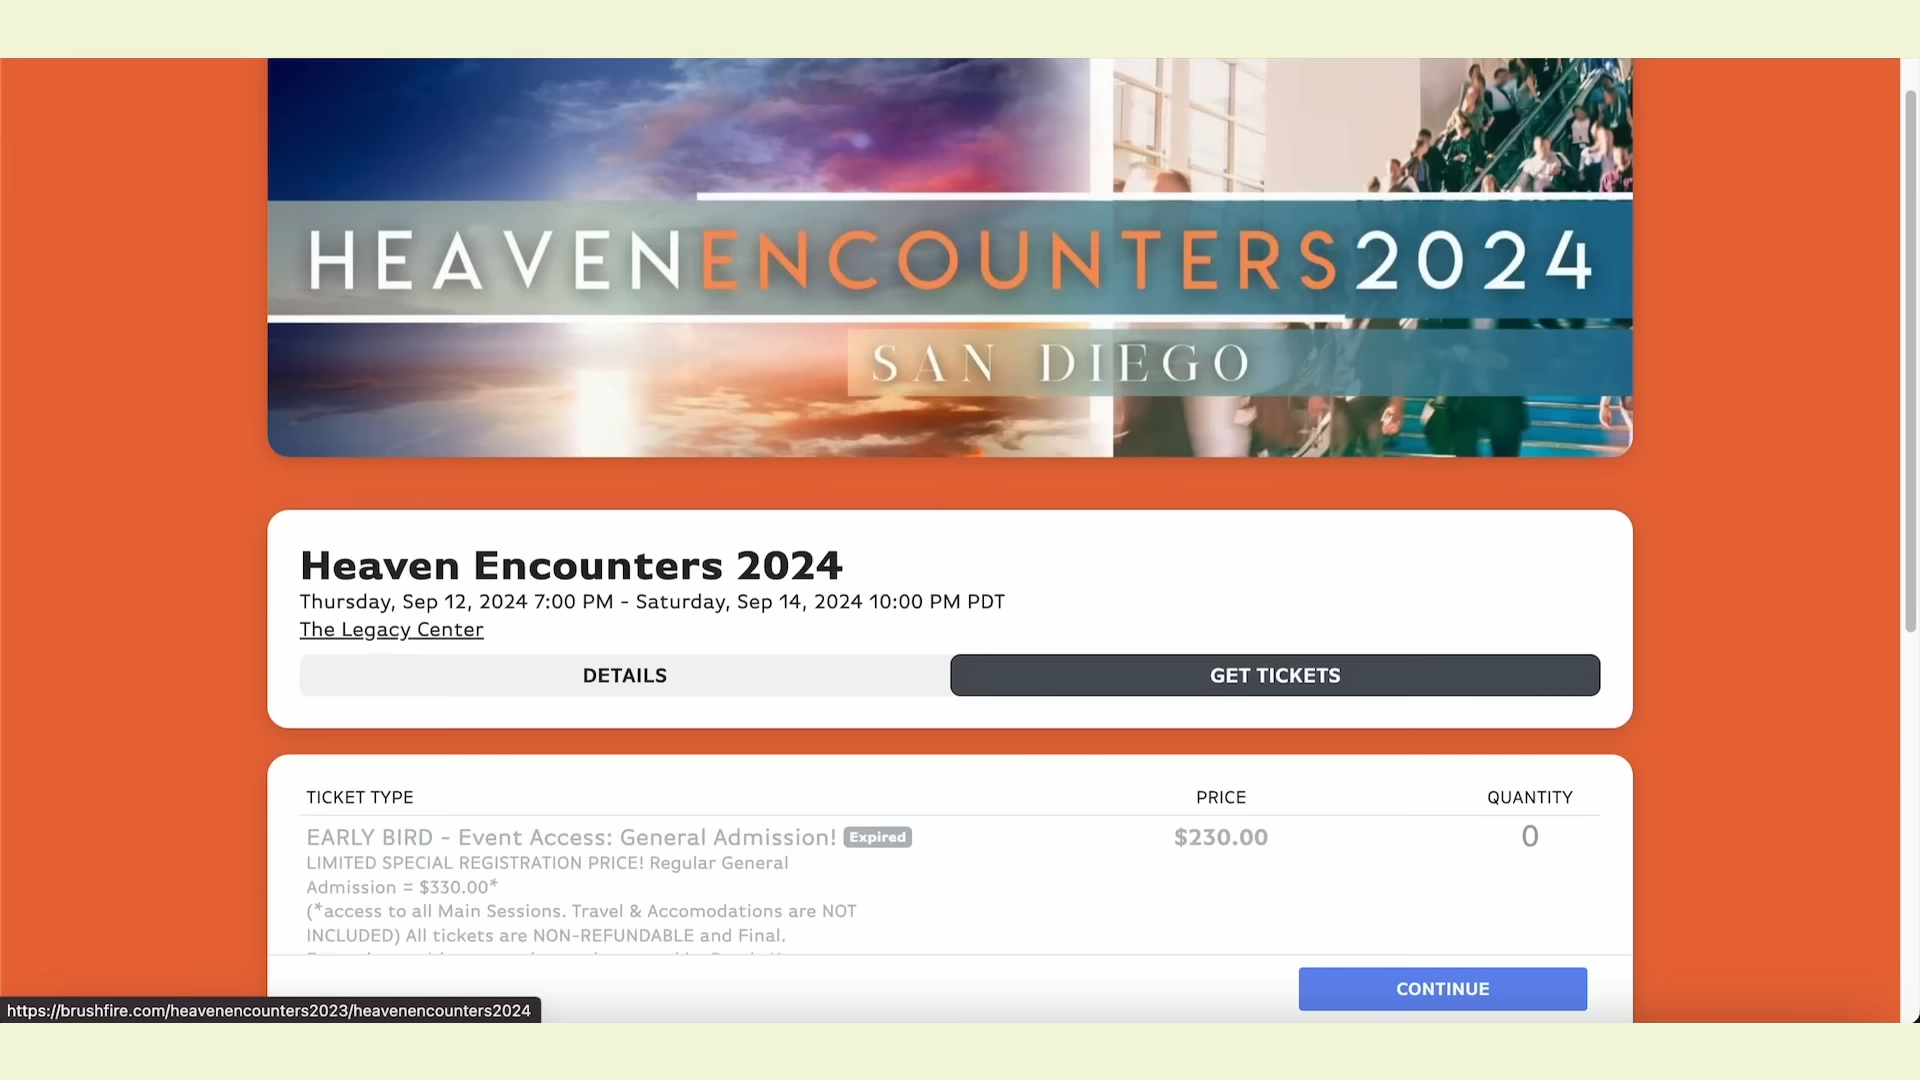 HEAVENENCOUNTERS2024
SAN DIEGO
Heaven Encounters 2024
Thursday, Sep 12, 2024 7:00 PM - Saturday, Sep 14, 2024 10:00 PM PDT
The Legacy Center
DETAILS
GET TICKETS
TICKET TYPE PRICE QUANTITY
EARLY BIRD - Event Access: General Admission! Expired $230.00 0
LIMITED SPECIAL REGISTRATION PRICE! Regular General
Admission = $330.00*
(*access to all Main Sessions. Travel & Accomodations are NOT
INCLUDED) All tickets are NON-REFUNDABLE and Final.
CONTINUE
https://brushfire.com/heavenencounters2023/heavenencounters2024